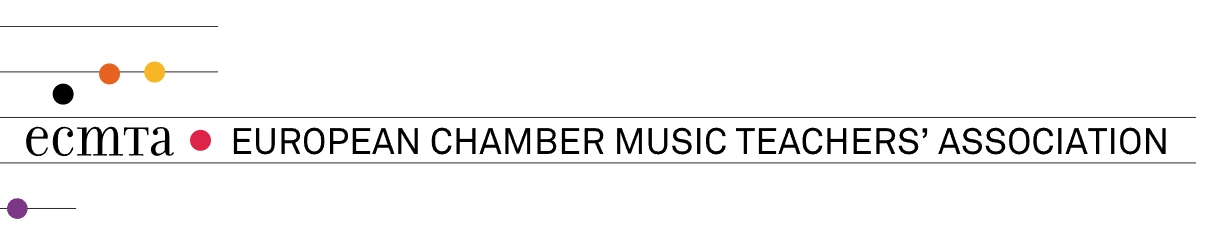 ecmta EUROPEAN CHAMBER MUSIC TEACHERS’ ASSOCIATION